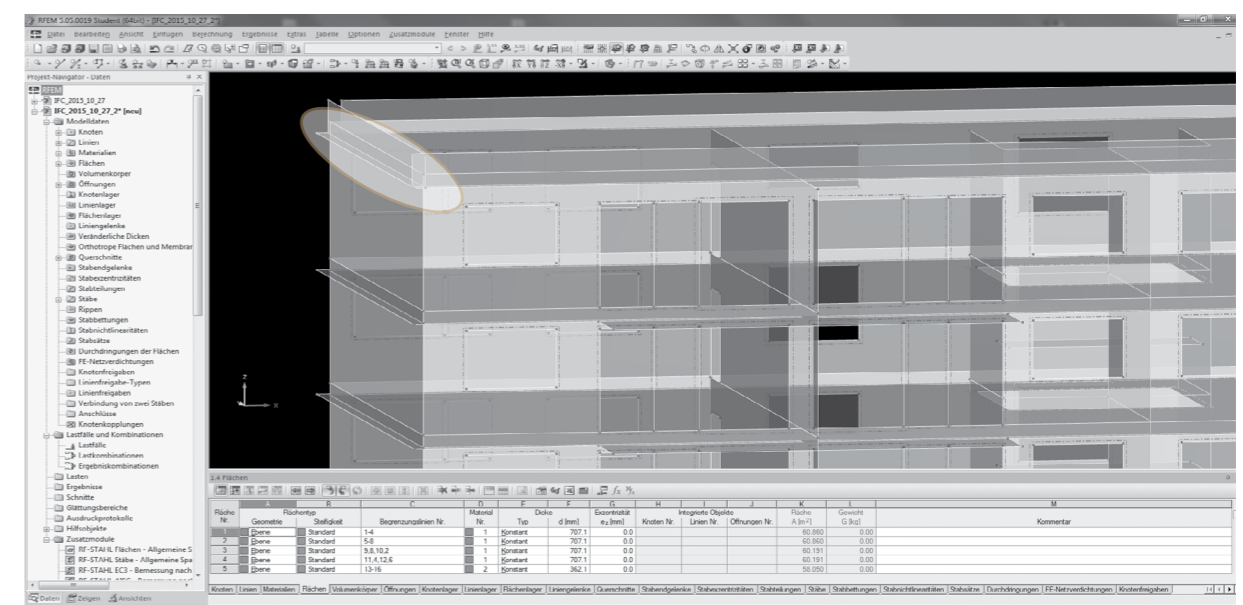 RFEM 5.05.0019 Student (64bit) - [IFC_2015_10_27_2*]
Datei Bearbeiten Ansicht Einfügen Berechnung Ergebnisse Extras Tabelle Optionen Zusatzmodule Fenster Hilfe
Projekt-Navigator - Daten
RFEM
IFC_2015_10_27
IFC_2015_10_27_2* [neu]
Modelldaten
Knoten
Linien
Materialien
Flächen
Volumenkörper
Öffnungen
Knotenlager
Linienlager
Flächenlager
Liniengelenke
Veränderliche Dicken
Orthotrope Flächen und Membrar
Querschnitte
Stabendgelenke
Stabexzentrizitäten
Stabteilungen
Stäbe
Rippen
Stabbettungen
Stabnichtlinearitäten
Stabsätze
Durchdringungen der Flächen
FE-Netzverdichtungen
Knotenfreigaben
Linienfreigabe-Typen
Linienfreigaben
Verbindung von zwei Stäben
Anschlüsse
Knotenkopplungen
Lastfälle und Kombinationen
Lastfälle
Lastkombinationen
Ergebniskombinationen
Lasten
Ergebnisse
Schnitte
Glättungsbereiche
Ausdruckprotokolle
Hilfsobjekte
Zusatzmodule
RF-STAHL Flächen - Allgemeine S
RF-STAHL Stäbe - Allgemeine Spa
RF-STAHL EC3 - Bemessung nach
Daten Zeigen Ansichten
z
x
1.4 Flächen
A B C D E F G H I J K L M
Fläche Flächentyp Material Dicke Exzentrizität Integrierte Objekte Fläche Gewicht
Nr. Geometrie Steifigkeit Begrenzungslinien Nr. Nr. Typ d [mm] ez [mm] Knoten Nr. Linien Nr. Öffnungen Nr. A [m²] G [kg] Kommentar
1 Ebene Standard 1-4 1 Konstant 707.1 0.0 60.860 0.00
2 Ebene Standard 5-8 1 Konstant 707.1 0.0 60.860 0.00
3 Ebene Standard 9,8,10,2 1 Konstant 707.1 0.0 60.191 0.00
4 Ebene Standard 11,4,12,6 1 Konstant 707.1 0.0 60.191 0.00
5 Ebene Standard 13-16 2 Konstant 362.1 0.0 58.050 0.00
Knoten Linien Materialien Flächen Volumenkörper Öffnungen Knotenlager Linienlager Flächenlager Liniengelenke Querschnitte Stabendgelenke Stabexzentrizitäten Stabteilungen Stäbe Stabbettungen Stabnichtlinearitäten Stabsätze Durchdringungen FE-Netzverdichtungen Knotenfreigaben